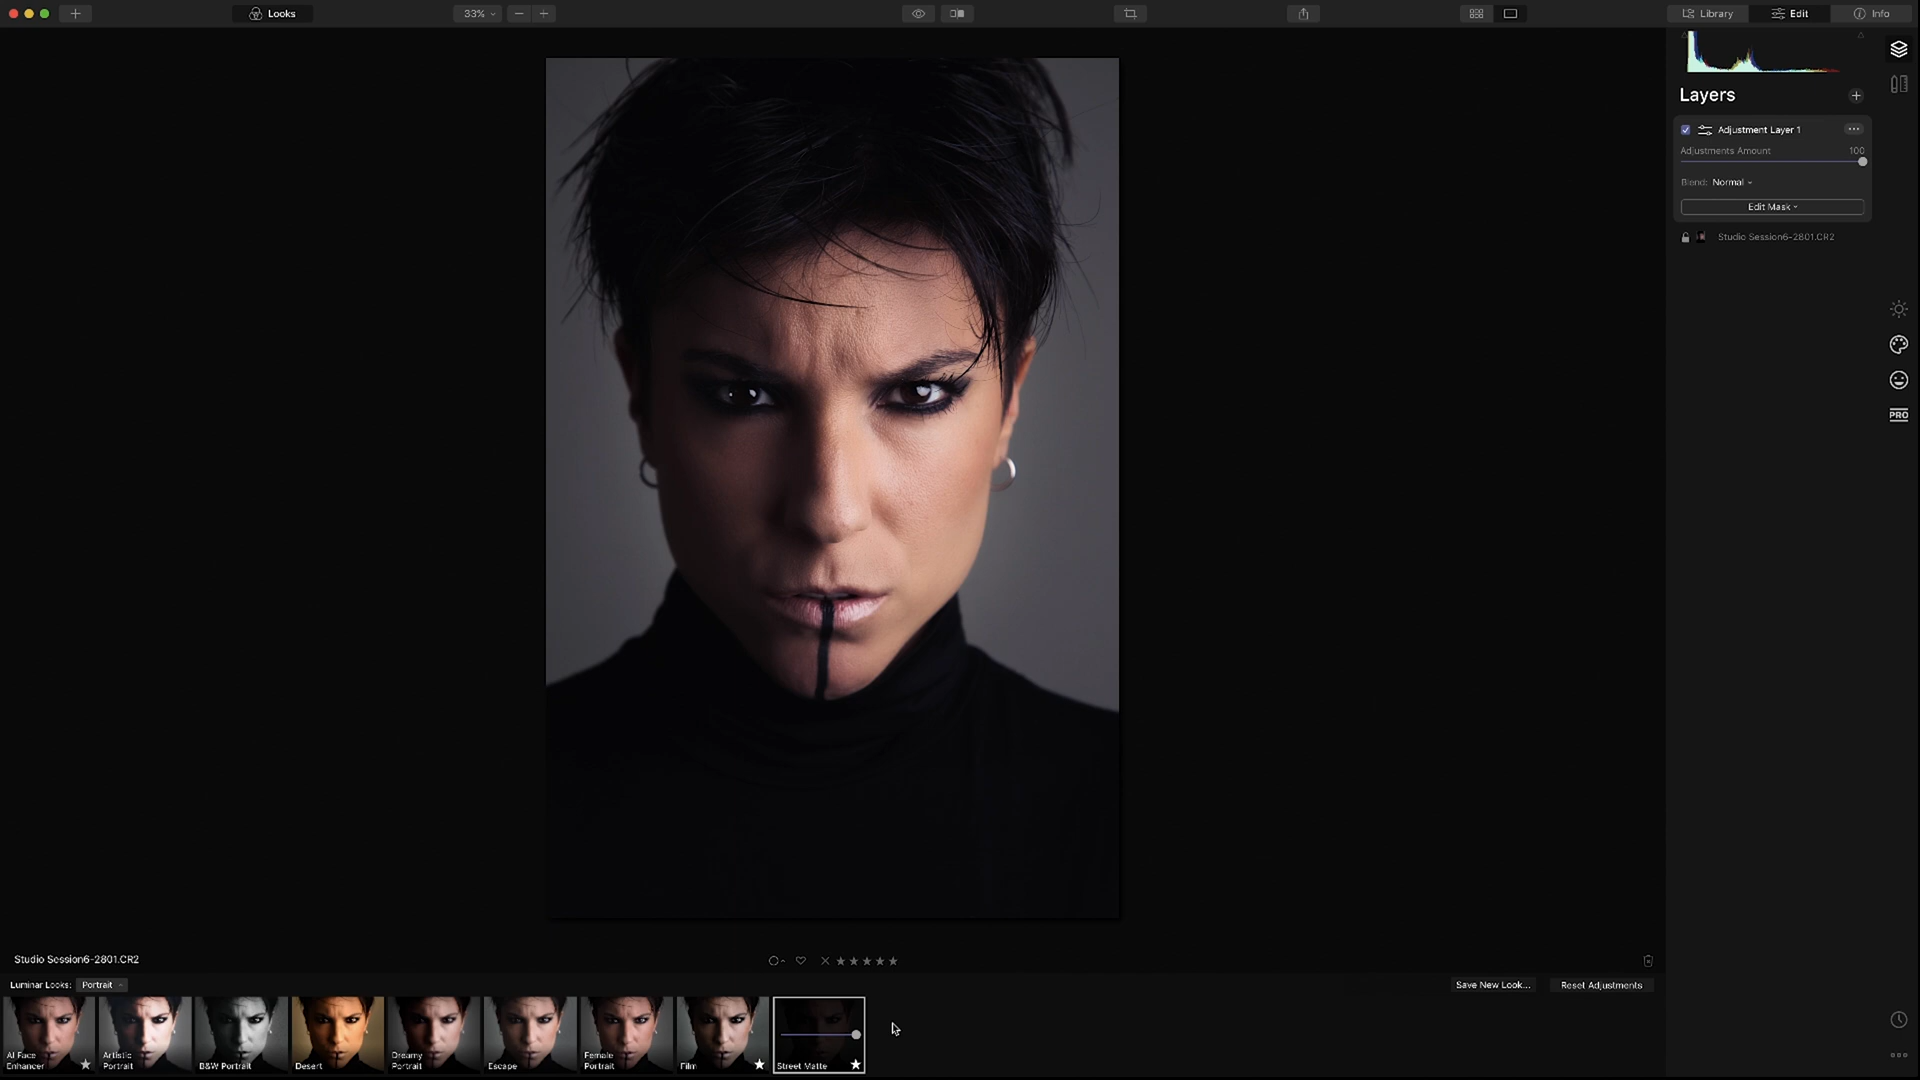 Looks
33%
Library
Edit
Info
Layers
Adjustment Layer 1
Adjustments Amount 100
Blend: Normal
Edit Mask
Studio Session6-2801.CR2
PRO
Studio Session6-2801.CR2
Luminar Looks: Portrait
Save New Look...
Reset Adjustments
AI Face
Enhancer
Artistic
Portrait
B&W Portrait
Desert
Dreamy
Portrait
Escape
Female
Portrait
Film
Street Matte